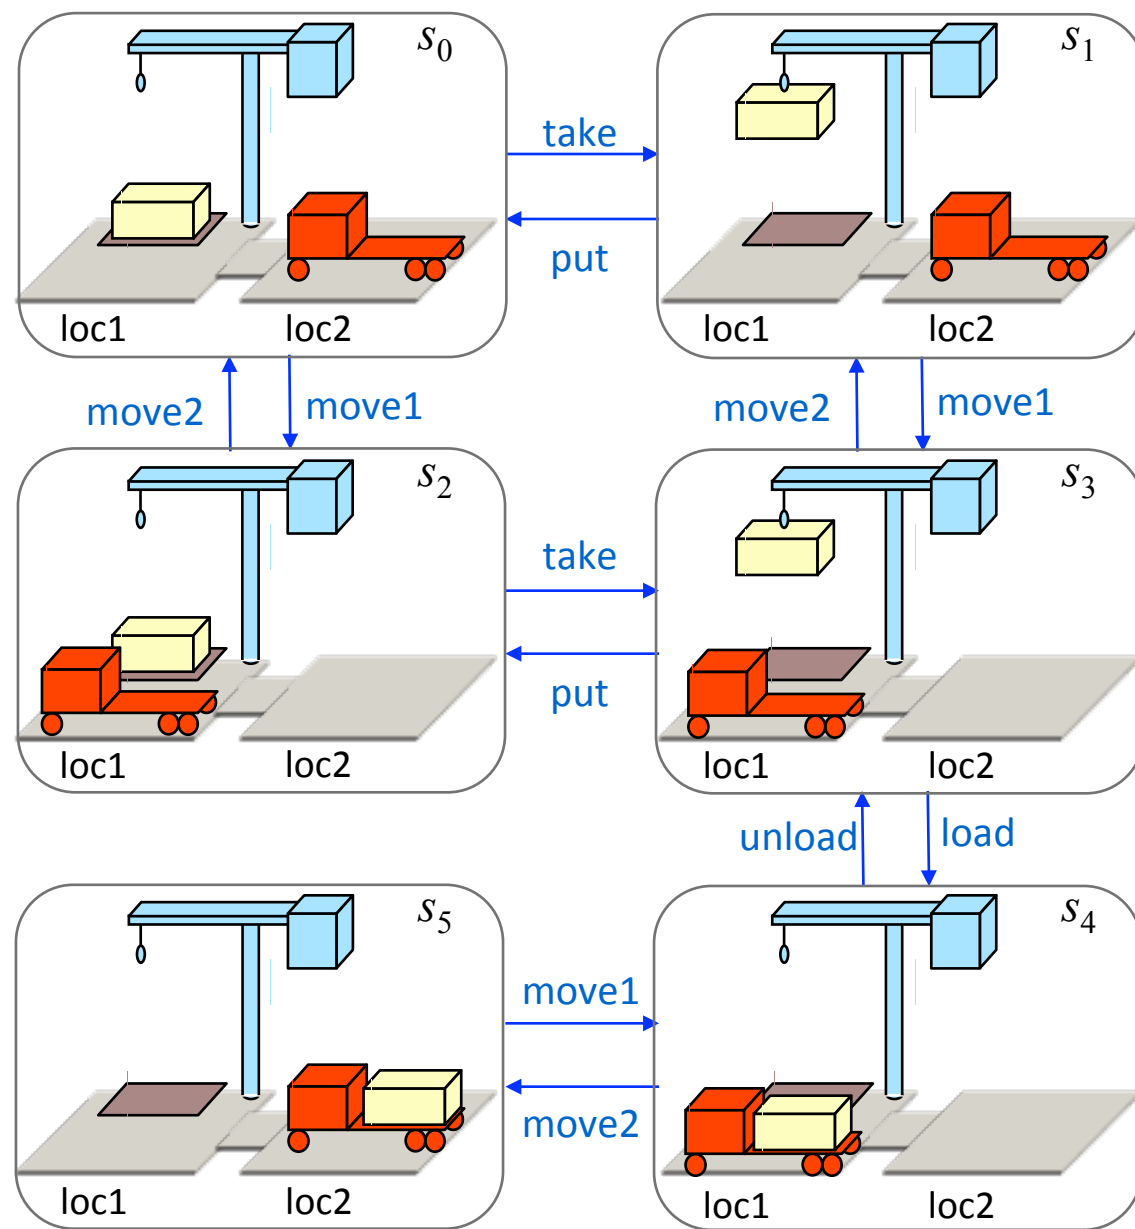 s0
s1
take
put
loc1 loc2
loc1 loc2
move2 move1
move2 move1
s2
s3
take
put
loc1 loc2
loc1 loc2
unload load
s5
s4
move1
move2
loc1 loc2
loc1 loc2